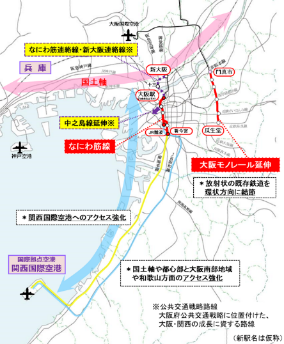 大阪国際空港
なにわ筋連絡線・新大阪連絡線※
兵庫
新大阪
門真市
国土軸
十三
大阪駅
中之島線延伸※
なにわ筋線
JR難波
新今宮
瓜生堂
神戸空港
大阪モノレール延伸
＊放射状の既存鉄道を
環状方向に結節
＊関西国際空港へのアクセス強化
国際拠点空港
関西国際空港
＊国土軸や都心部と大阪南部地域
や和歌山方面のアクセス強化
※公共交通戦略路線
大阪府公共交通戦略に位置付けた、
大阪・関西の成長に資する路線
(新駅名は仮称)